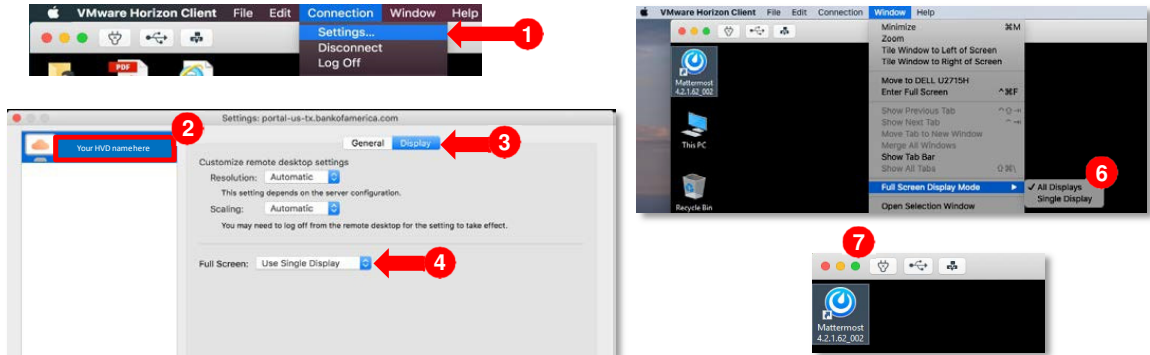 VMware Horizon Client File Edit Connection Window Help
Settings...
Disconnect
Log Off
1
PDF
Settings: portal-us-tx.bankofamerica.com
2
Your HVD namehere
General Display
3
Customize remote desktop settings
Resolution: Automatic
This setting depends on the server configuration.
Scaling: Automatic
You may need to log off from the remote desktop for the setting to take effect.
Full Screen: Use Single Display
4
VMware Horizon Client File Edit Connection Window Help
Mattermost
4.2.1.62_002
This PC
Recycle Bin
Minimize ⌘M
Zoom
Tile Window to Left of Screen
Tile Window to Right of Screen
Move to DELL U2715H
Enter Full Screen ^⌘F
Show Previous Tab
Show Next Tab
Move Tab to New Window
Merge All Windows
Show Tab Bar
Show All Tabs ⇧⌘\
Full Screen Display Mode
6
✓ All Displays
Single Display
Open Selection Window
7
Mattermost
4.2.1.62_002